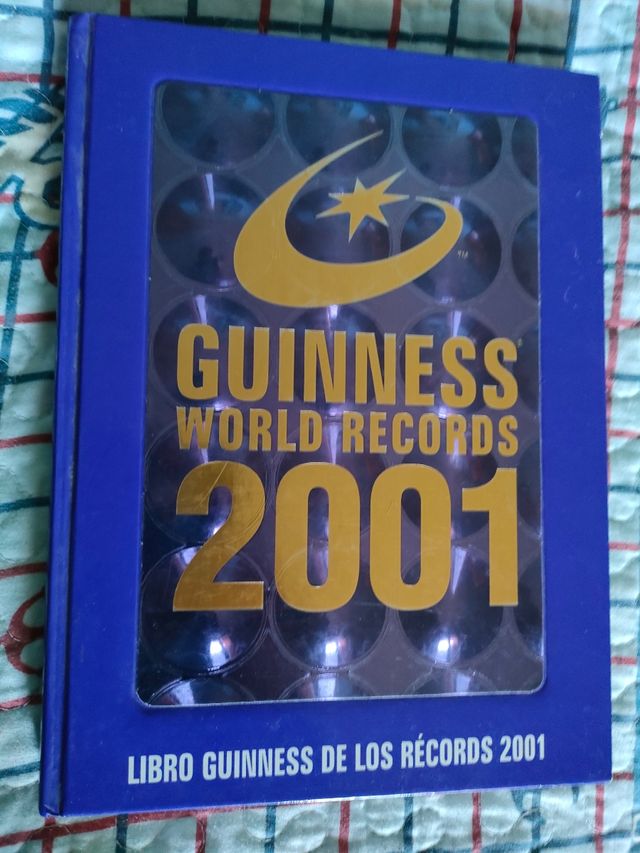 GUINNESS
WORLD RECORDS
2001
LIBRO GUINNESS DE LOS RÉCORDS 2001